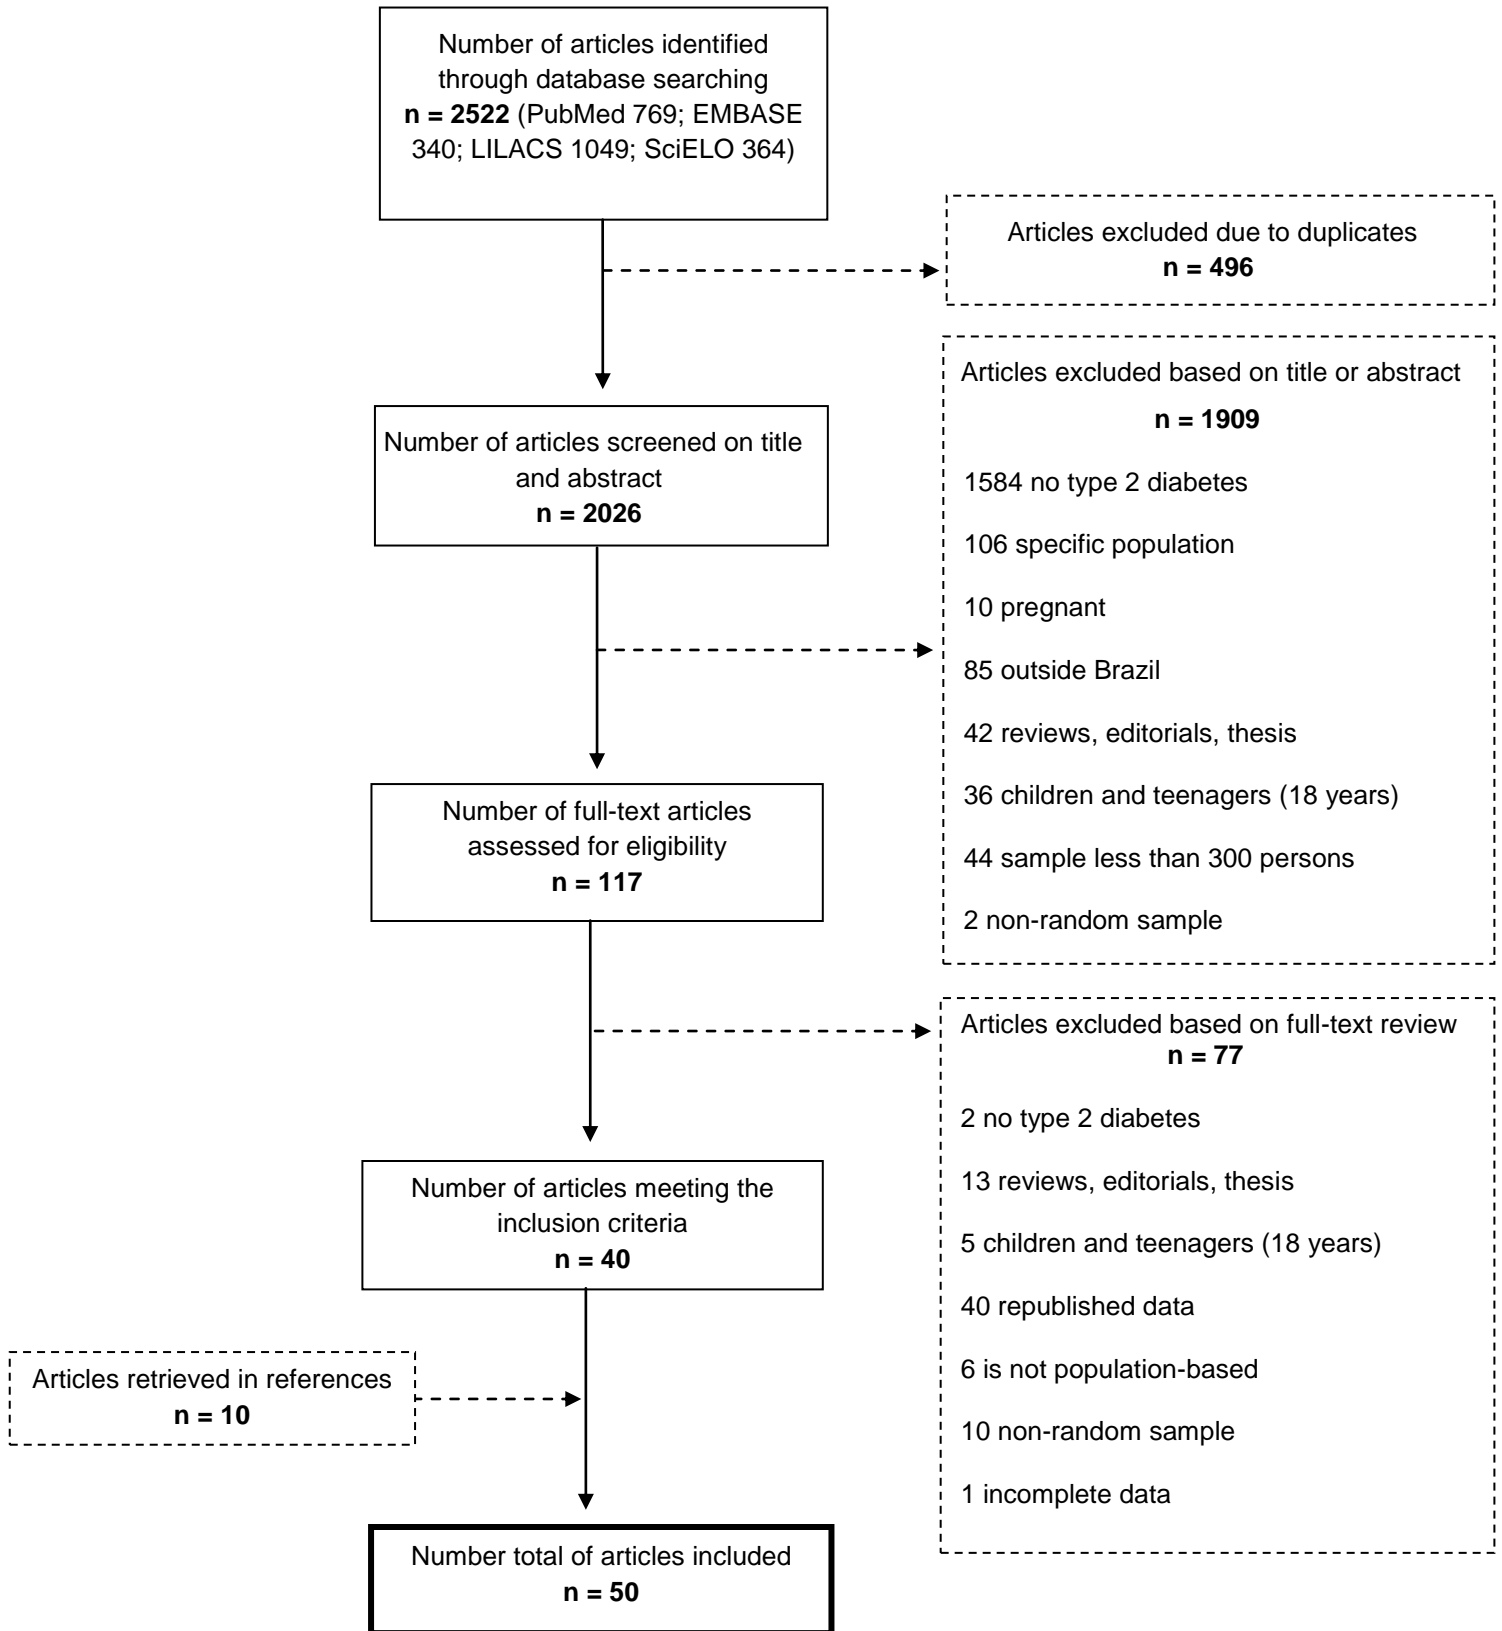 Number of articles identified
through database searching
n = 2522 (PubMed 769; EMBASE
340; LILACS 1049; SciELO 364)
Articles excluded due to duplicates
n = 496
Number of articles screened on title
and abstract
n = 2026
Articles excluded based on title or abstract
n = 1909
1584 no type 2 diabetes
106 specific population
10 pregnant
85 outside Brazil
42 reviews, editorials, thesis
36 children and teenagers (18 years)
44 sample less than 300 persons
2 non-random sample
Number of full-text articles
assessed for eligibility
n = 117
Articles excluded based on full-text review
n = 77
2 no type 2 diabetes
13 reviews, editorials, thesis
5 children and teenagers (18 years)
40 republished data
6 is not population-based
10 non-random sample
1 incomplete data
Number of articles meeting the
inclusion criteria
n = 40
Articles retrieved in references
n = 10
Number total of articles included
n = 50